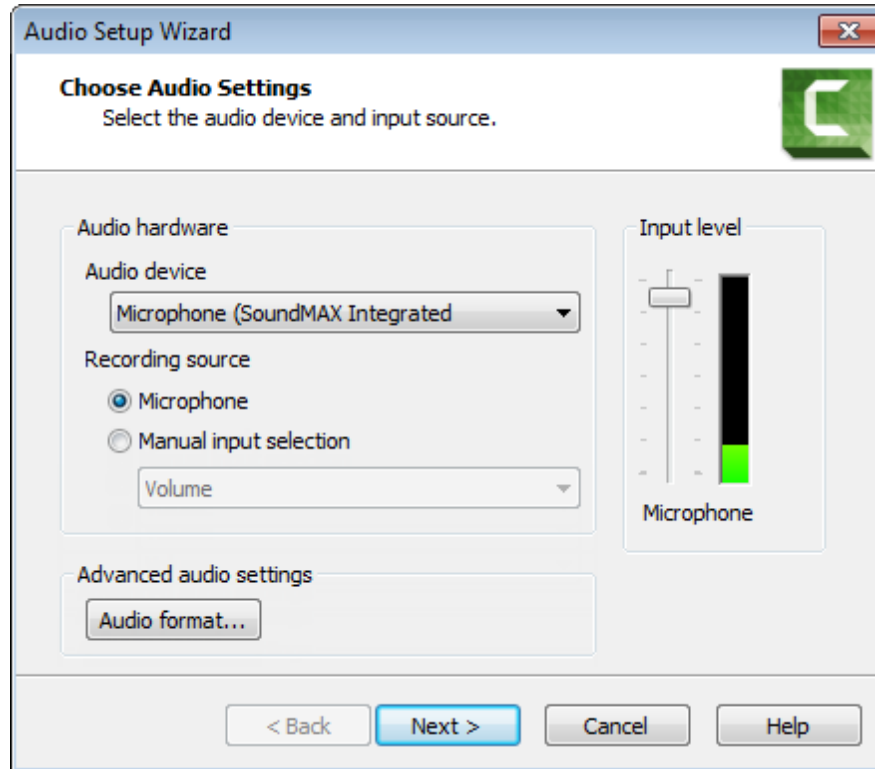 Audio Setup Wizard
Choose Audio Settings
Select the audio device and input source.
Audio hardware
Audio device
Microphone (SoundMAX Integrated
Recording source
Microphone
Manual input selection
Volume
Input level
Microphone
Advanced audio settings
Audio format...
< Back
Next >
Cancel
Help